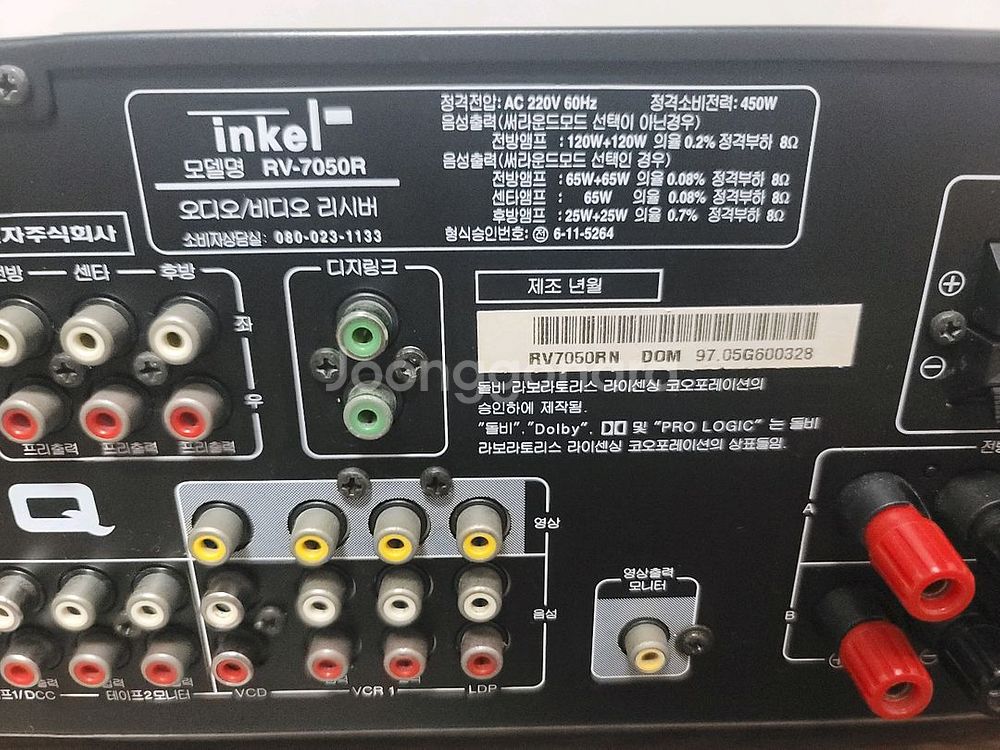 inkel
모델명 RV-7050R
오디오/비디오 리시버
소비자상담실: 080-023-1133
정격전압: AC 220V 60Hz 정격소비전력: 450W
음성출력(써라운드모드 선택이 아닌경우)
전방앰프 : 120W+120W 의율 0.2% 정격부하 8Ω
음성출력(써라운드모드 선택인 경우)
전방앰프 : 65W+65W 의율 0.08% 정격부하 8Ω
센타앰프 : 65W 의율 0.08% 정격부하 8Ω
후방앰프 : 25W+25W 의율 0.7% 정격부하 8Ω
형식승인번호: 전 6-11-5264
자주식회사
전방 센타 후방
좌
우
프리출력 프리출력 프리출력
디지링크
제조 년월
RV7050RN DOM 97.05G600328
돌비 라보라토리스 라이센싱 코오포레이션의
승인하에 제작됨.
"돌비", "Dolby", 및 "PRO LOGIC" 는 돌비
라보라토리스 라이센싱 코오포레이션의 상표들임.
Joonggonara
Q
영상
음성
프1/DCC
출력
입력 출력
테이프2모니터
VCD
VCR 1
LDP
영상출력
모니터
+
−
전방
A
B
+ −